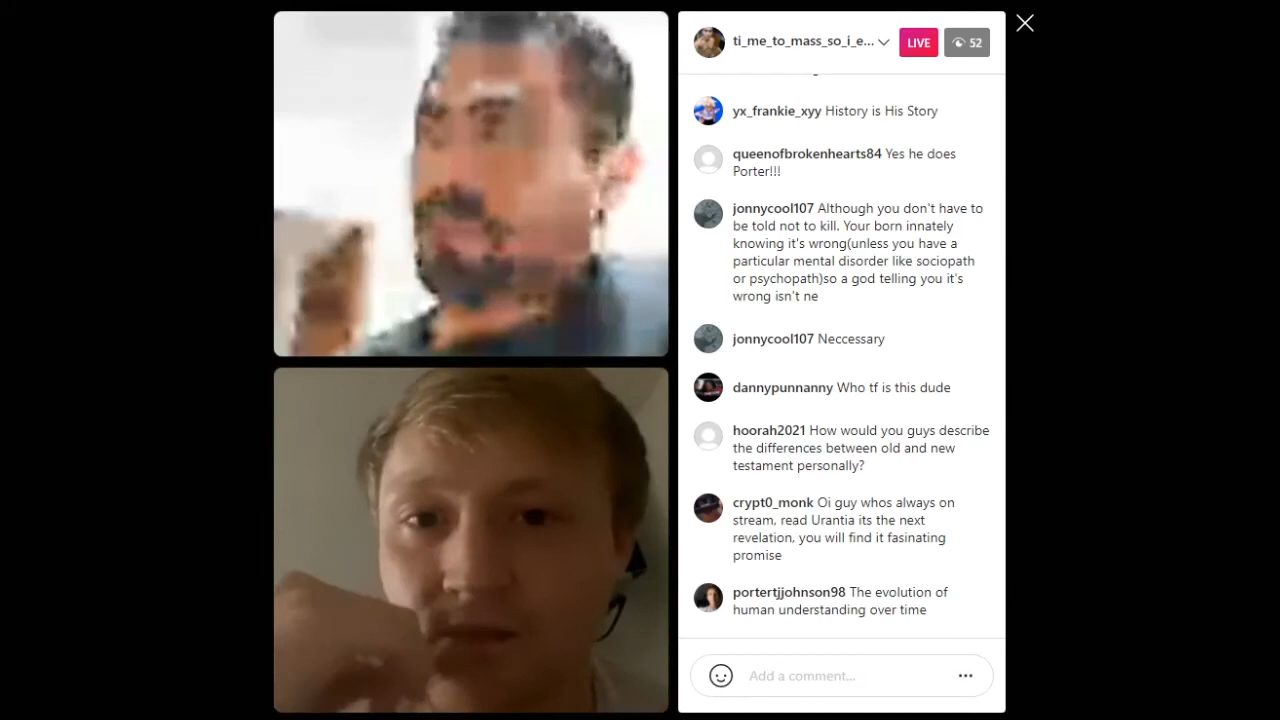 ti_me_to_mass_so_i_e...
LIVE
52
yx_frankie_xyy History is His Story
queenofbrokenhearts84 Yes he does
Porter!!!
jonnycool107 Although you don't have to
be told not to kill. Your born innately
knowing it's wrong(unless you have a
particular mental disorder like sociopath
or psychopath)so a god telling you it's
wrong isn't ne
jonnycool107 Neccessary
dannypunnanny Who tf is this dude
hoorah2021 How would you guys describe
the differences between old and new
testament personally?
crypt0_monk Oi guy whos always on
stream, read Urantia its the next
revelation, you will find it fasinating
promise
portertjjohnson98 The evolution of
human understanding over time
Add a comment...